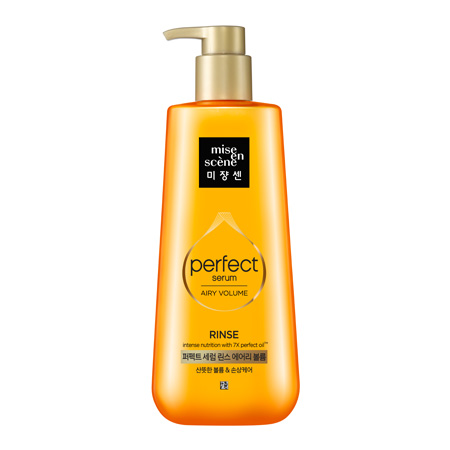 mise
en
scène
미쟝센
perfect
serum
AIRY VOLUME
RINSE
intense nutrition with 7X perfect oil™
퍼펙트 세럼 린스 에어리 볼륨
산뜻한 볼륨 & 손상케어